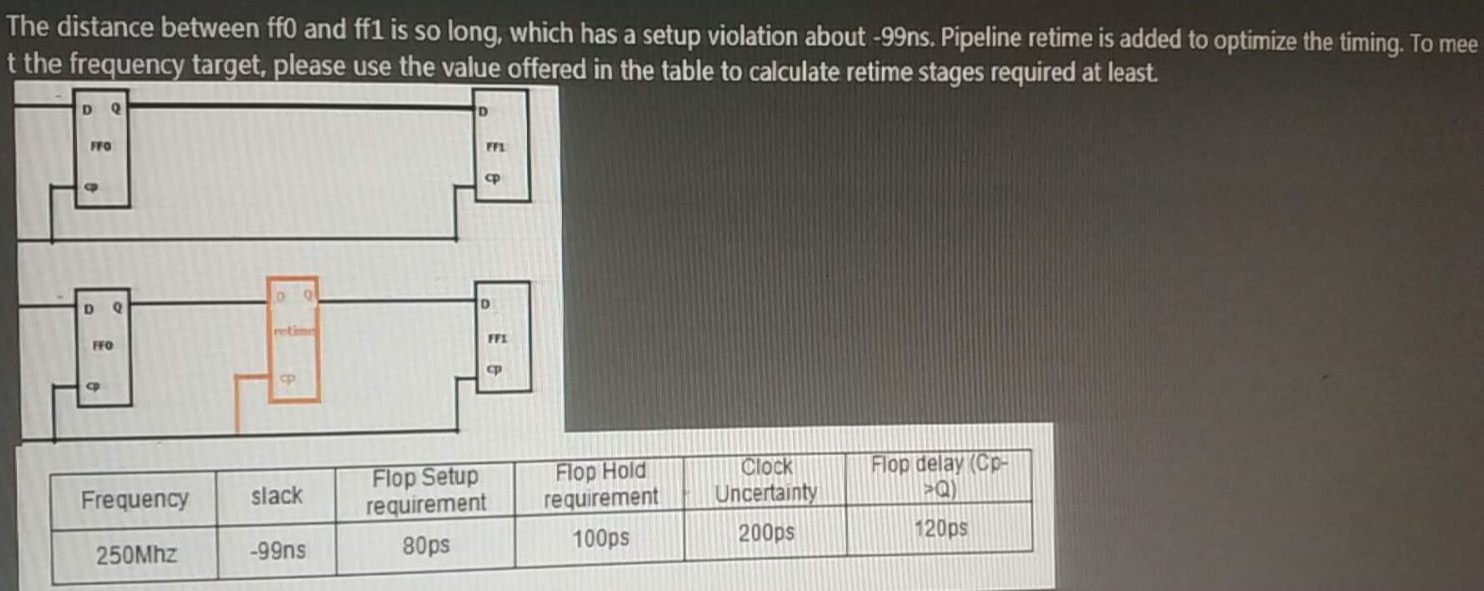 The distance between ff0 and ff1 is so long, which has a setup violation about -99ns. Pipeline retime is added to optimize the timing. To mee
t the frequency target, please use the value offered in the table to calculate retime stages required at least.
D Q
D
FF0
FF1
CP
CP
D Q
D Q
D
retime
FF0
FF1
CP
CP
CP
Frequency
slack
Flop Setup
requirement
Flop Hold
requirement
Clock
Uncertainty
Flop delay (Cp-
>Q)
250Mhz
-99ns
80ps
100ps
200ps
120ps